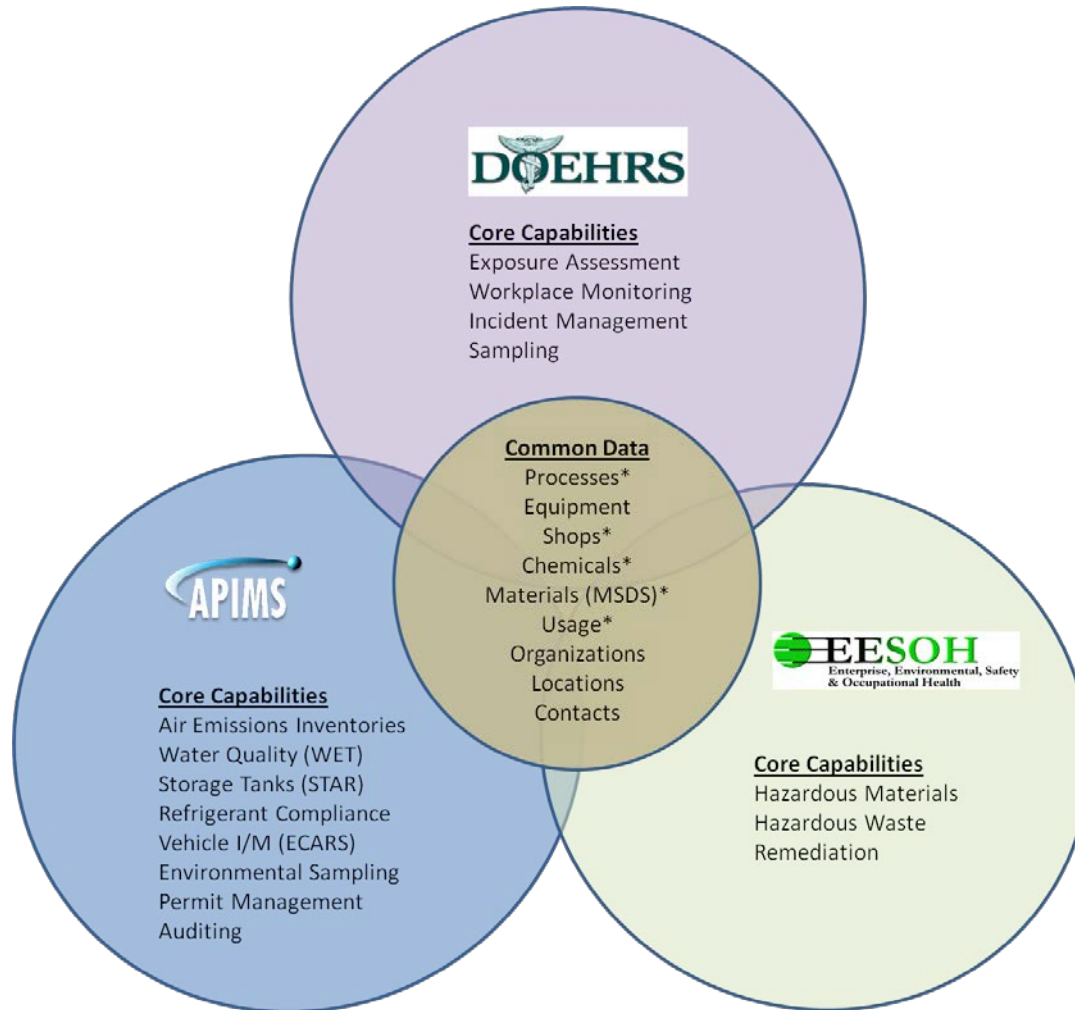 DOEHRS
Core Capabilities
Exposure Assessment
Workplace Monitoring
Incident Management
Sampling
Common Data
Processes*
Equipment
Shops*
Chemicals*
Materials (MSDS)*
Usage*
Organizations
Locations
Contacts
APIMS
Core Capabilities
Air Emissions Inventories
Water Quality (WET)
Storage Tanks (STAR)
Refrigerant Compliance
Vehicle I/M (ECARS)
Environmental Sampling
Permit Management
Auditing
EESOH
Enterprise, Environmental, Safety
& Occupational Health
Core Capabilities
Hazardous Materials
Hazardous Waste
Remediation